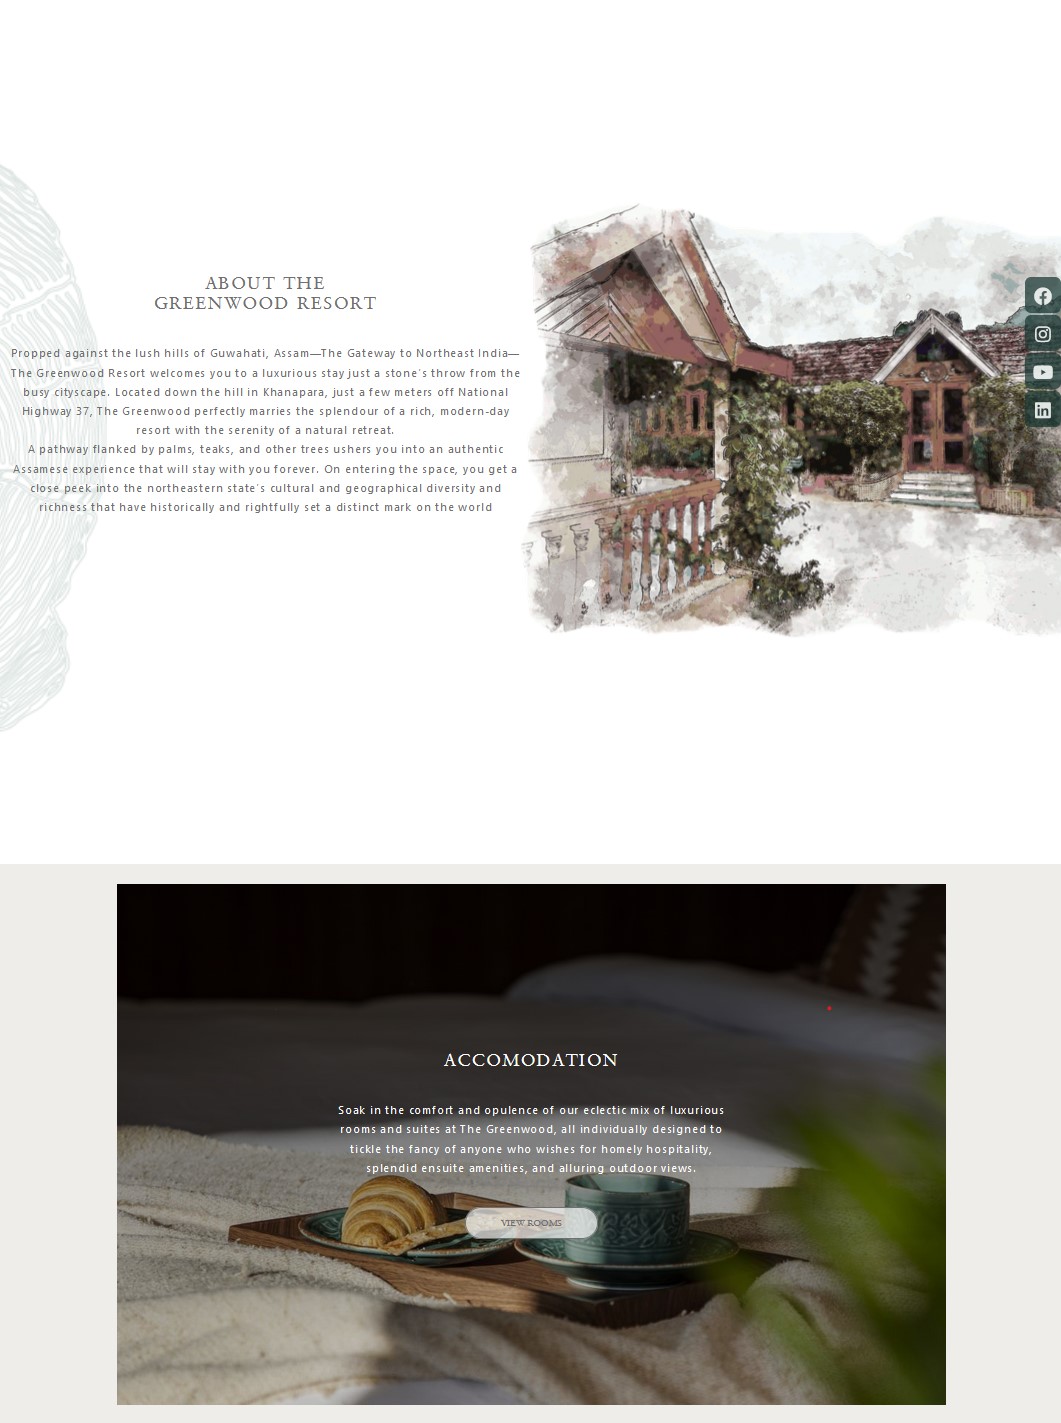 ABOUT THE
GREENWOOD RESORT
Propped against the lush hills of Guwahati, Assam—The Gateway to Northeast India—
The Greenwood Resort welcomes you to a luxurious stay just a stone's throw from the
busy cityscape. Located down the hill in Khanapara, just a few meters off National
Highway 37, The Greenwood perfectly marries the splendour of a rich, modern-day
resort with the serenity of a natural retreat.
A pathway flanked by palms, teaks, and other trees ushers you into an authentic
Assamese experience that will stay with you forever. On entering the space, you get a
close peek into the northeastern state's cultural and geographical diversity and
richness that have historically and rightfully set a distinct mark on the world
ACCOMODATION
Soak in the comfort and opulence of our eclectic mix of luxurious
rooms and suites at The Greenwood, all individually designed to
tickle the fancy of anyone who wishes for homely hospitality,
splendid ensuite amenities, and alluring outdoor views.
VIEW ROOMS